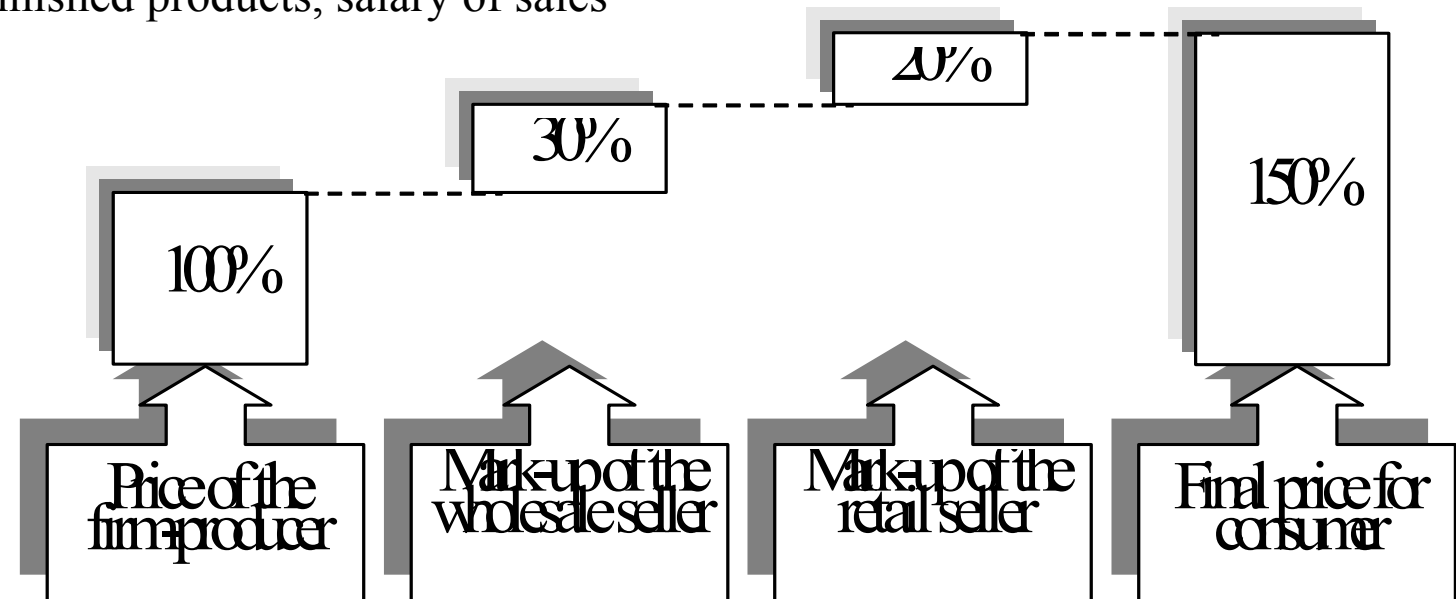 finished products; salary of sales
20%
30%
150%
100%
Price of the
firm-producer
Mark-up of the
wholesale seller
Mark-up of the
retail seller
Final price for
consumer